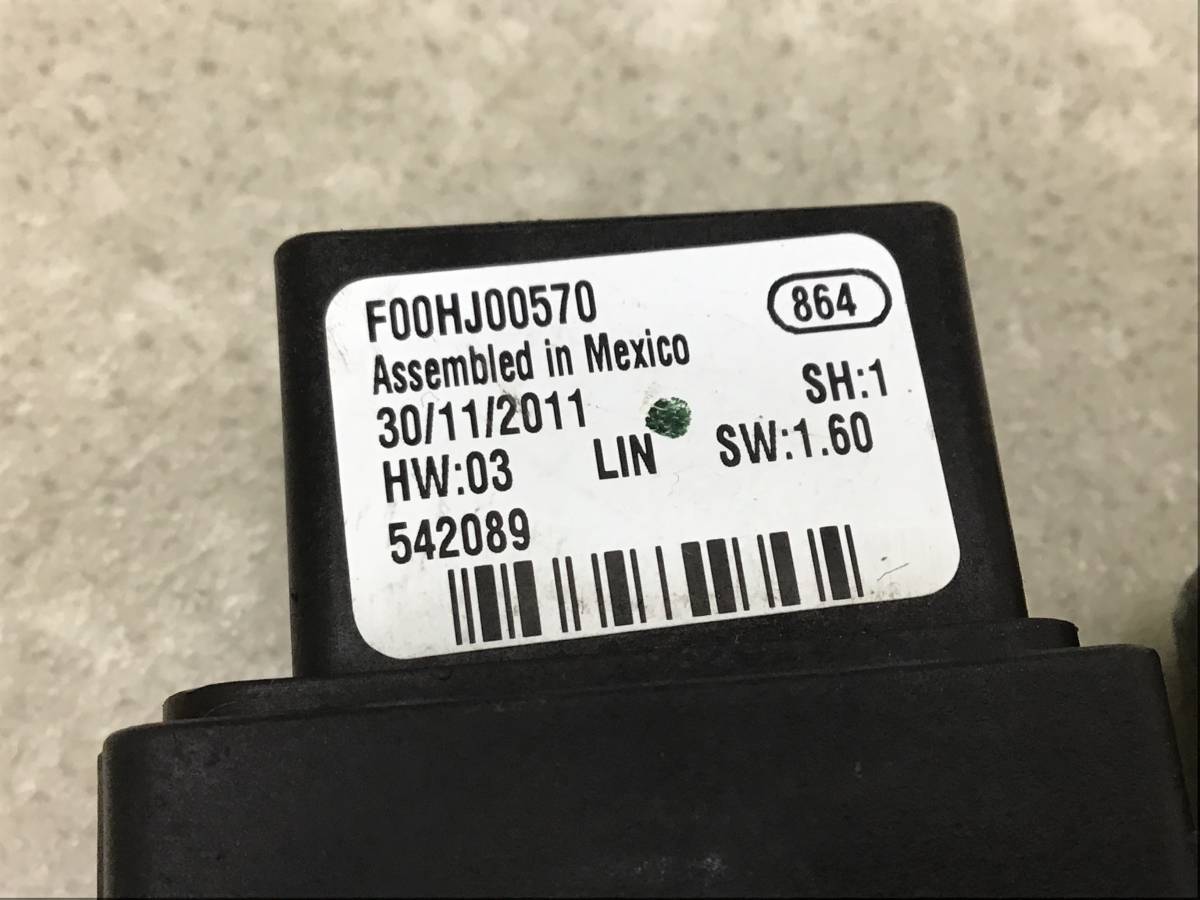 F00HJ00570
864
Assembled in Mexico
30/11/2011
SH:1
HW:03 LIN SW:1.60
542089